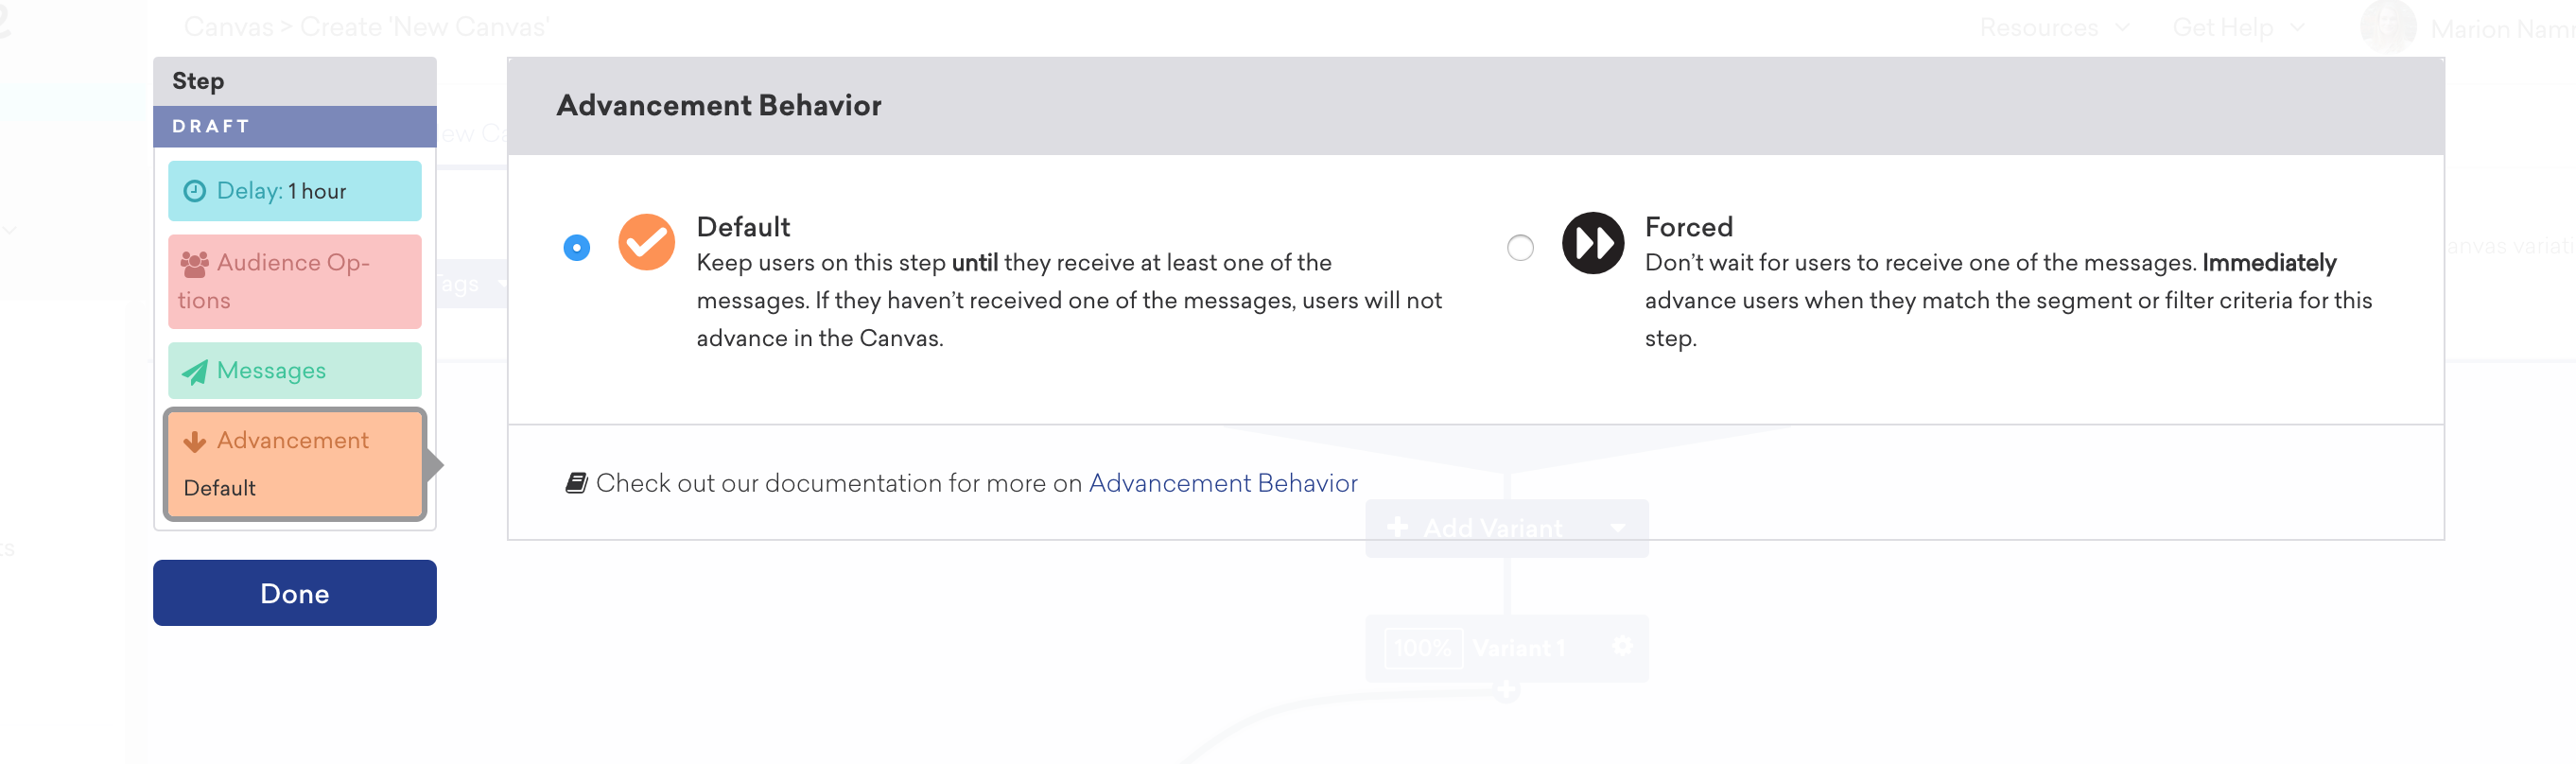 Canvas > Create 'New Canvas'
Resources
Get Help
Marion Nam
Step
DRAFT
Delay: 1 hour
Audience Op-
tions
Messages
Advancement
Default
Done
Tags
Advancement Behavior
Default
Keep users on this step until they receive at least one of the
messages. If they haven’t received one of the messages, users will not
advance in the Canvas.
Forced
Don’t wait for users to receive one of the messages. Immediately
advance users when they match the segment or filter criteria for this
step.
Check out our documentation for more on Advancement Behavior
Add Variant
100% Variant 1